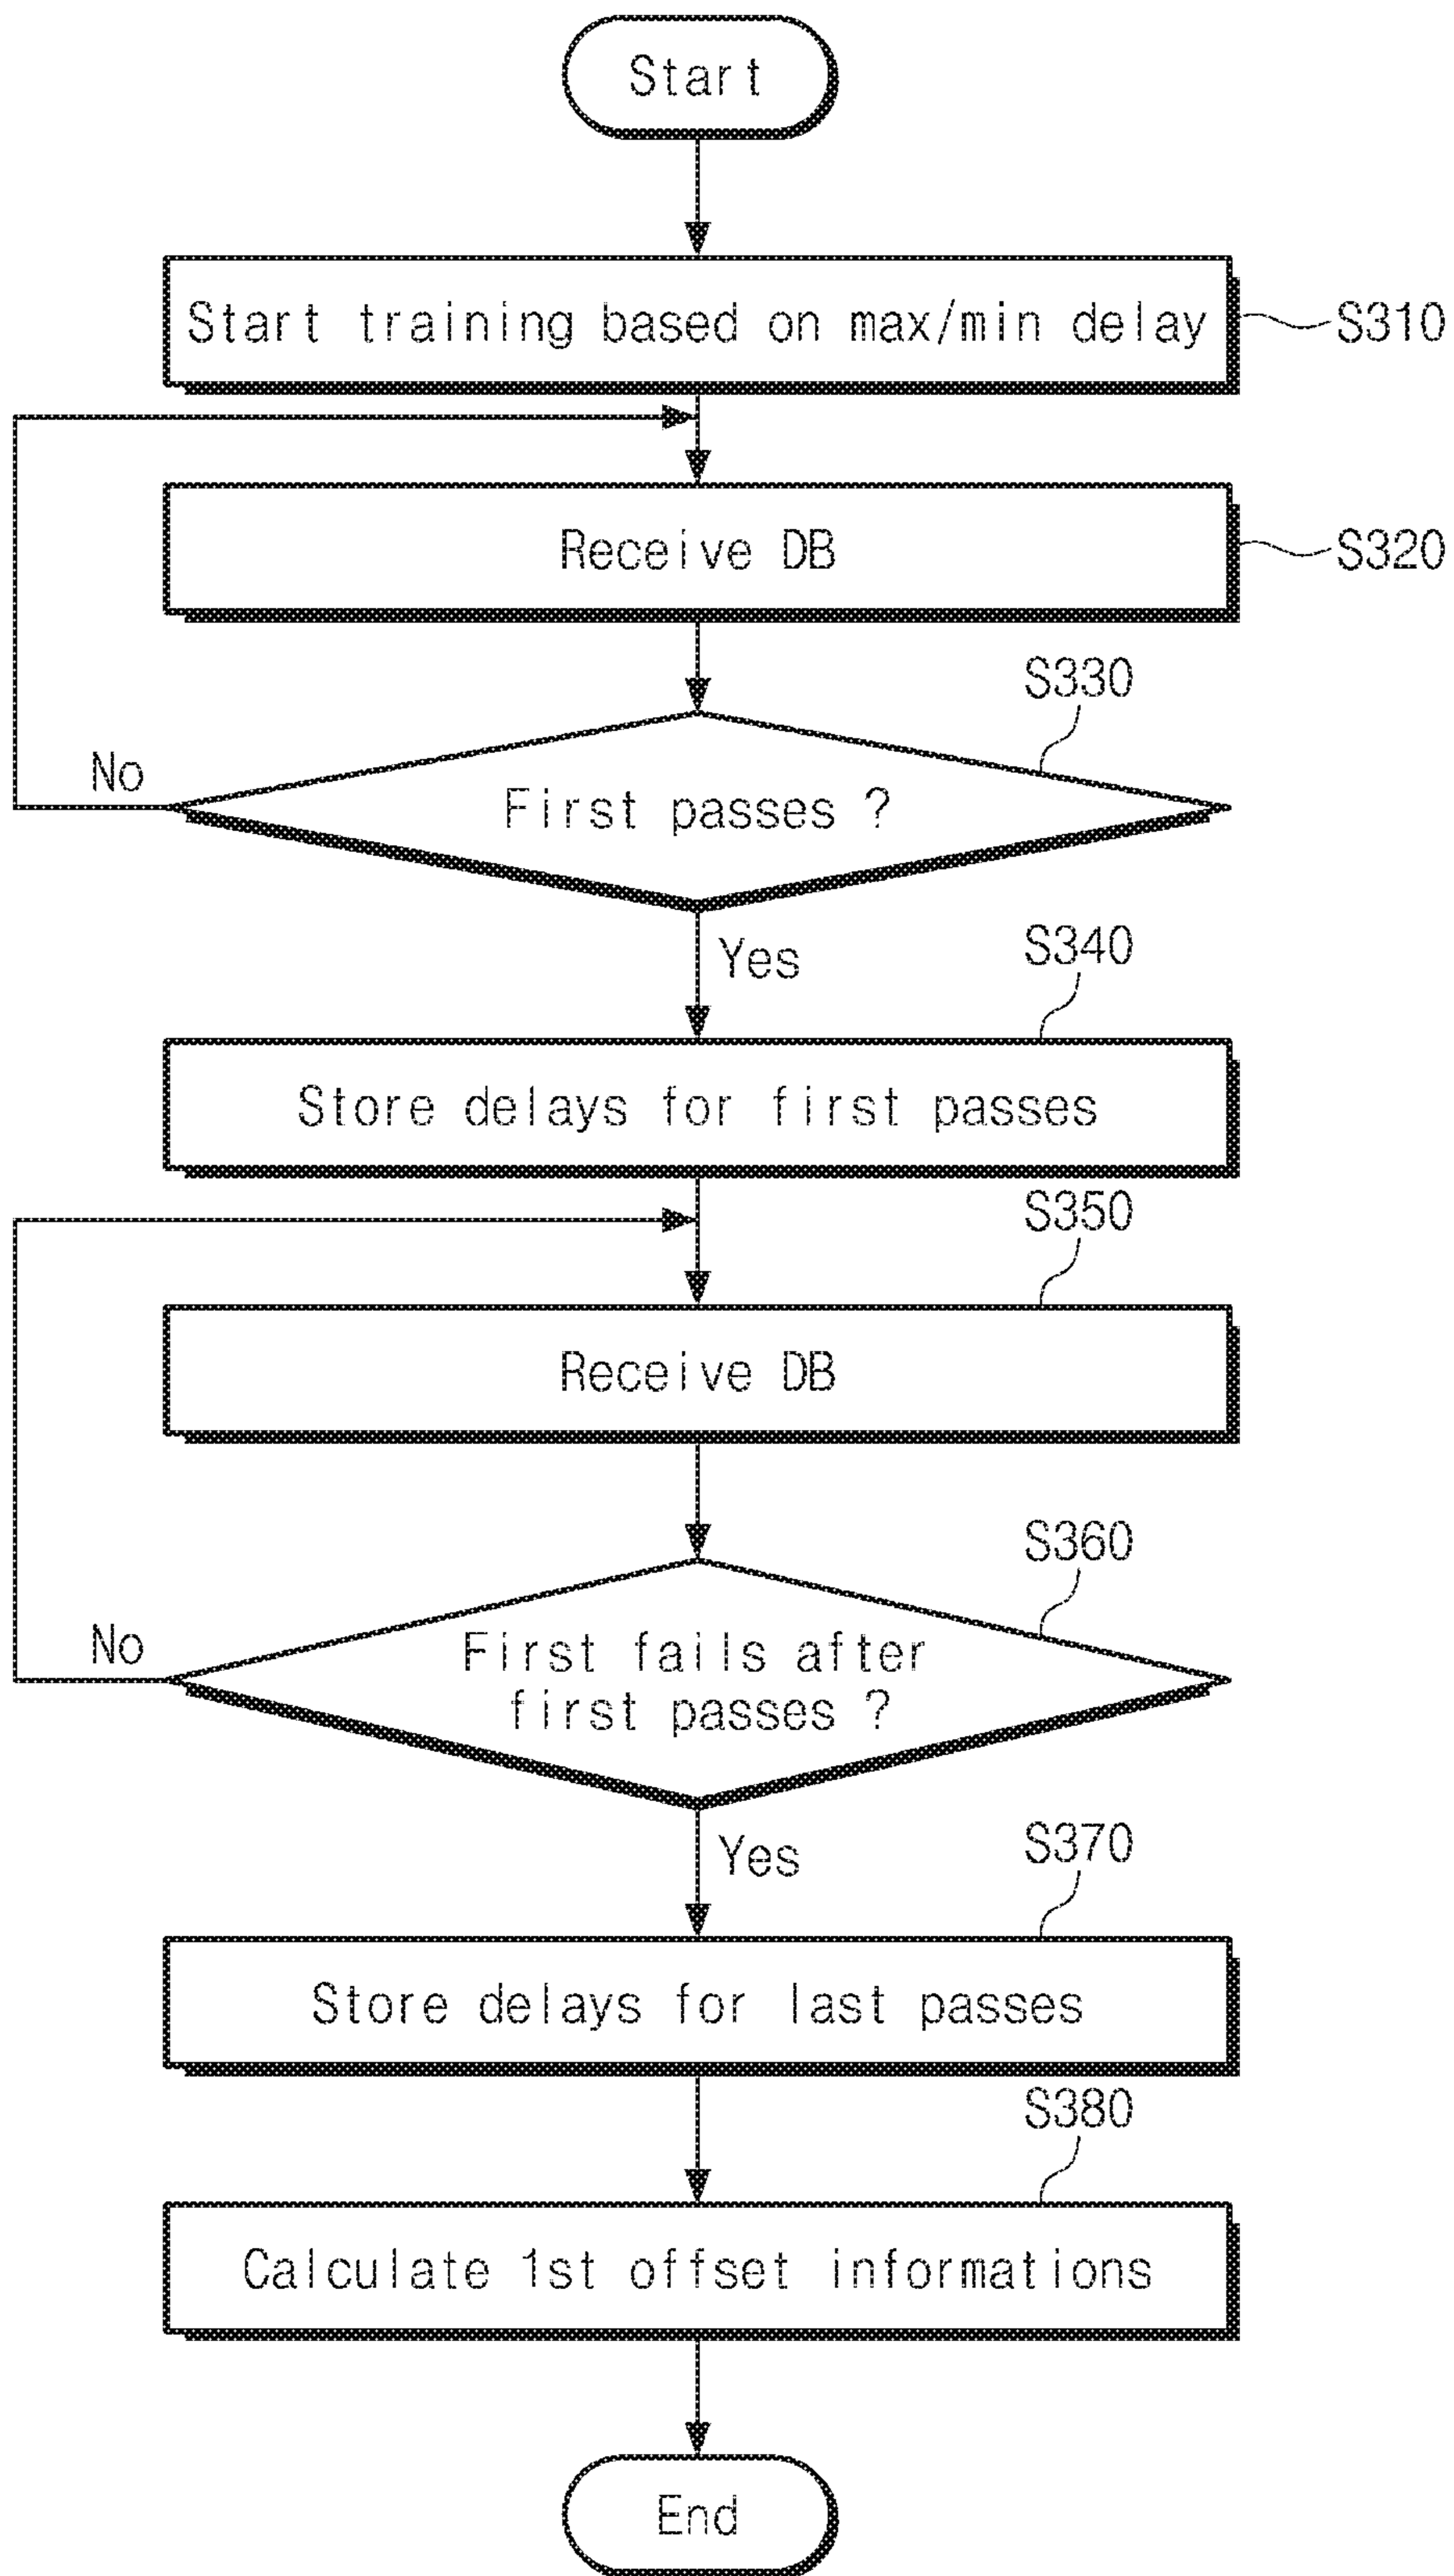 Start
Start training based on max/min delay
S310
Receive DB
S320
S330
No
First passes ?
Yes
S340
Store delays for first passes
S350
Receive DB
S360
No
First fails after
first passes ?
Yes
S370
Store delays for last passes
S380
Calculate 1st offset informations
End